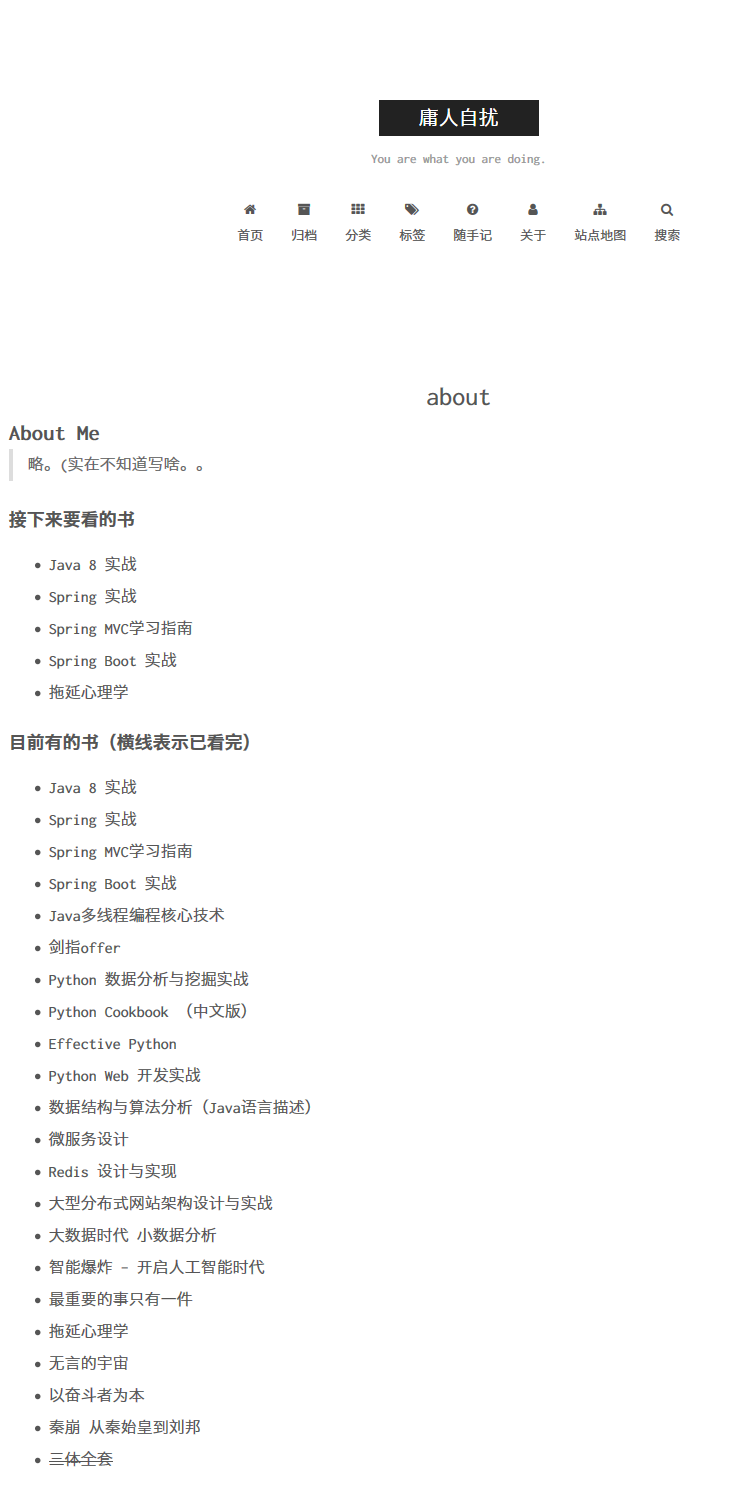 庸人自扰
You are what you are doing.
首页 归档 分类 标签 随手记 关于 站点地图 搜索
about
About Me
略。(实在不知道写啥。。
接下来要看的书
Java 8 实战
Spring 实战
Spring MVC学习指南
Spring Boot 实战
拖延心理学
目前有的书（横线表示已看完）
Java 8 实战
Spring 实战
Spring MVC学习指南
Spring Boot 实战
Java多线程编程核心技术
剑指offer
Python 数据分析与挖掘实战
Python Cookbook （中文版）
Effective Python
Python Web 开发实战
数据结构与算法分析（Java语言描述）
微服务设计
Redis 设计与实现
大型分布式网站架构设计与实战
大数据时代 小数据分析
智能爆炸 – 开启人工智能时代
最重要的事只有一件
拖延心理学
无言的宇宙
以奋斗者为本
秦崩 从秦始皇到刘邦
三体全套